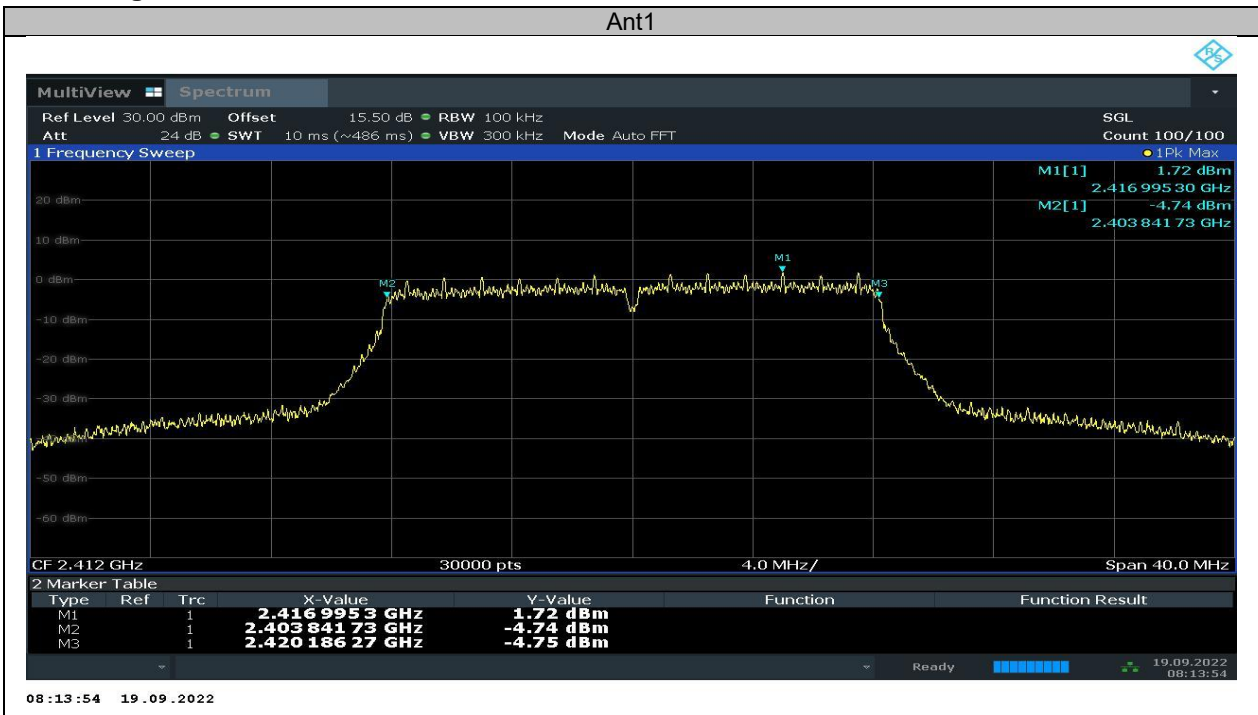 Ant1
R&S
MultiView Spectrum
Ref Level 30.00 dBm Offset 15.50 dB RBW 100 kHz SGL
Att 24 dB SWT 10 ms (~486 ms) VBW 300 kHz Mode Auto FFT Count 100/100
1 Frequency Sweep 1Pk Max
M1[1] 1.72 dBm
2.416 995 30 GHz
20 dBm M2[1] -4.74 dBm
2.403 841 73 GHz
10 dBm
M1
0 dBm M2 M3
-10 dBm
-20 dBm
-30 dBm
-50 dBm
-60 dBm
CF 2.412 GHz 30000 pts 4.0 MHz/ Span 40.0 MHz
2 Marker Table
Type Ref Trc X-Value Y-Value Function Function Result
M1 1 2.416 995 3 GHz 1.72 dBm
M2 1 2.403 841 73 GHz -4.74 dBm
M3 1 2.420 186 27 GHz -4.75 dBm
Ready 19.09.2022
08:13:54
08:13:54 19.09.2022